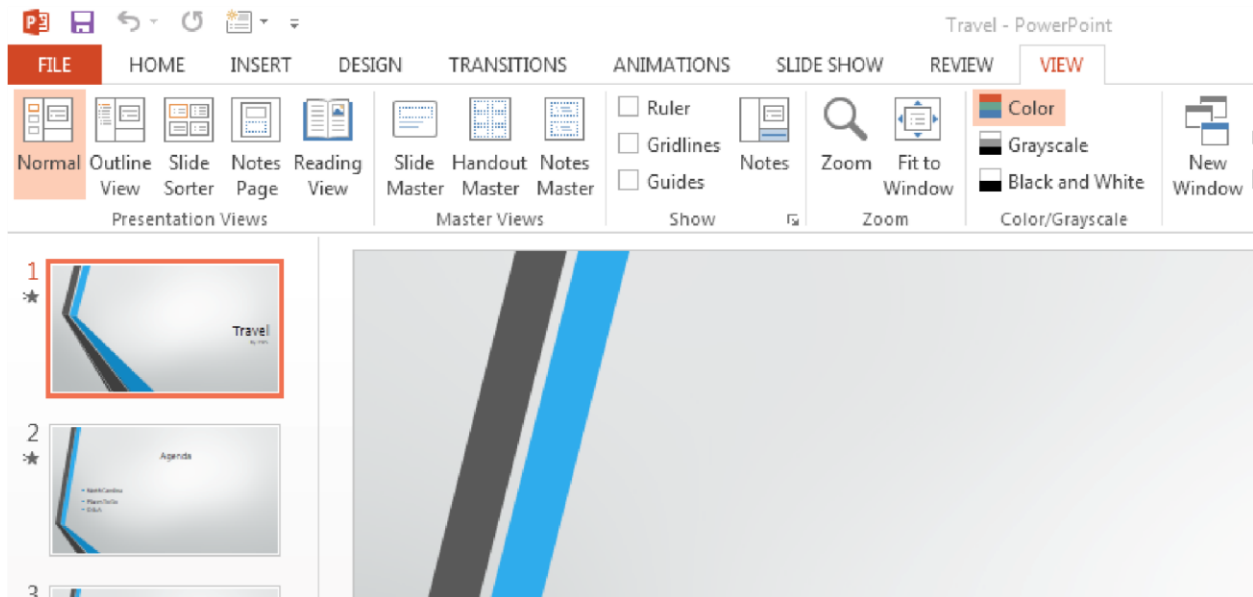 Travel - PowerPoint
FILE HOME INSERT DESIGN TRANSITIONS ANIMATIONS SLIDE SHOW REVIEW VIEW
Normal
Outline View
Slide Sorter
Notes Page
Reading View
Presentation Views
Slide Master
Handout Master
Notes Master
Master Views
Ruler
Gridlines
Guides
Show
Notes
Zoom
Fit to Window
Zoom
Color
Grayscale
Black and White
Color/Grayscale
New Window
1
Travel
2
Agenda
North Carolina
3